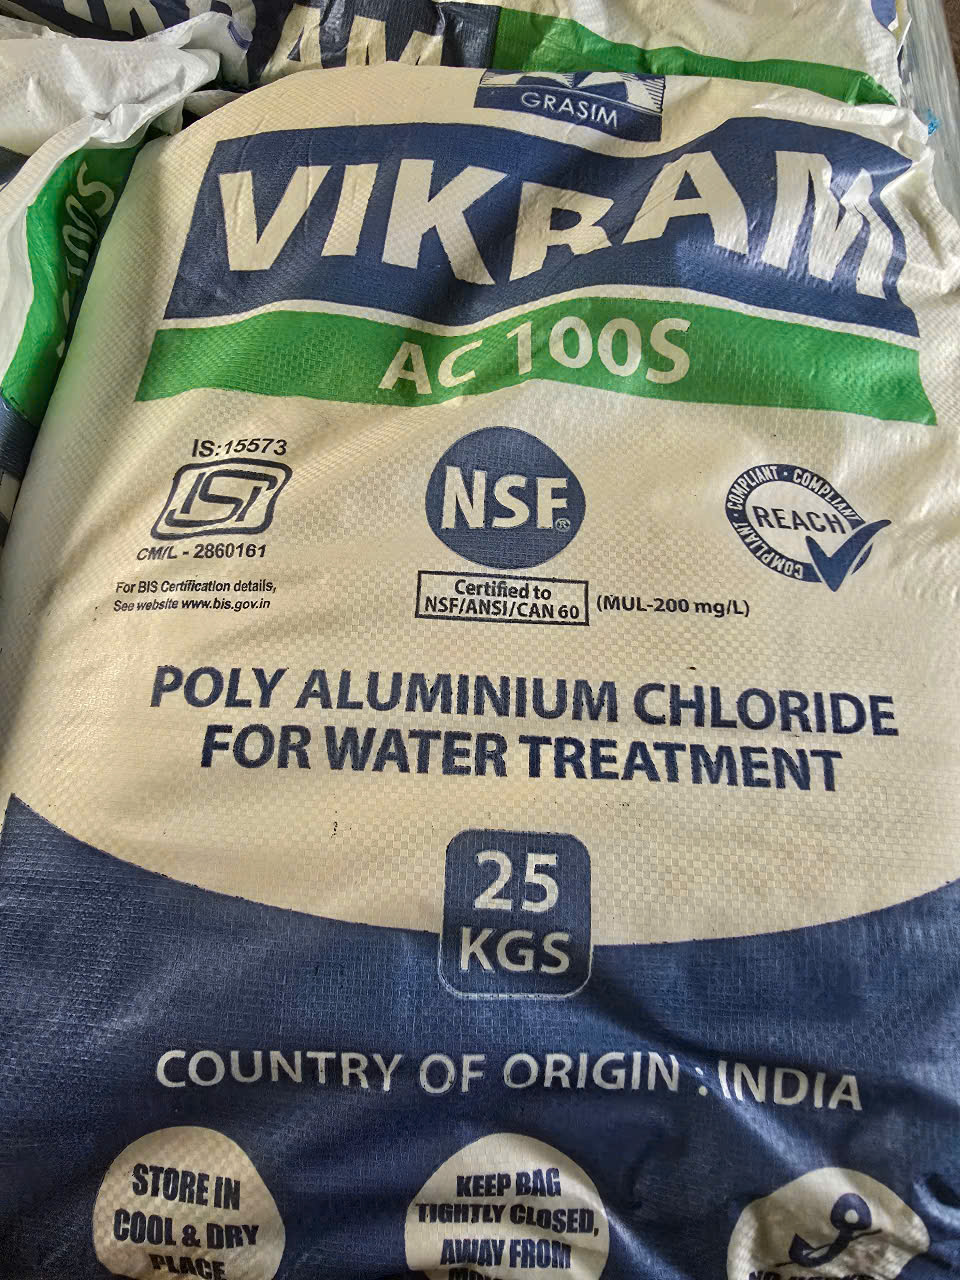 GRASIM
VIKRAM
AC 100S
IS:15573
CM/L - 2860161
For BIS Certification details,
See website www.bis.gov.in
NSF®
Certified to
NSF/ANSI/CAN 60
(MUL-200 mg/L)
COMPLIANT · COMPLIANT · COMPLIANT
REACH
POLY ALUMINIUM CHLORIDE
FOR WATER TREATMENT
25
KGS
COUNTRY OF ORIGIN : INDIA
STORE IN
COOL & DRY
PLACE
KEEP BAG
TIGHTLY CLOSED,
AWAY FROM